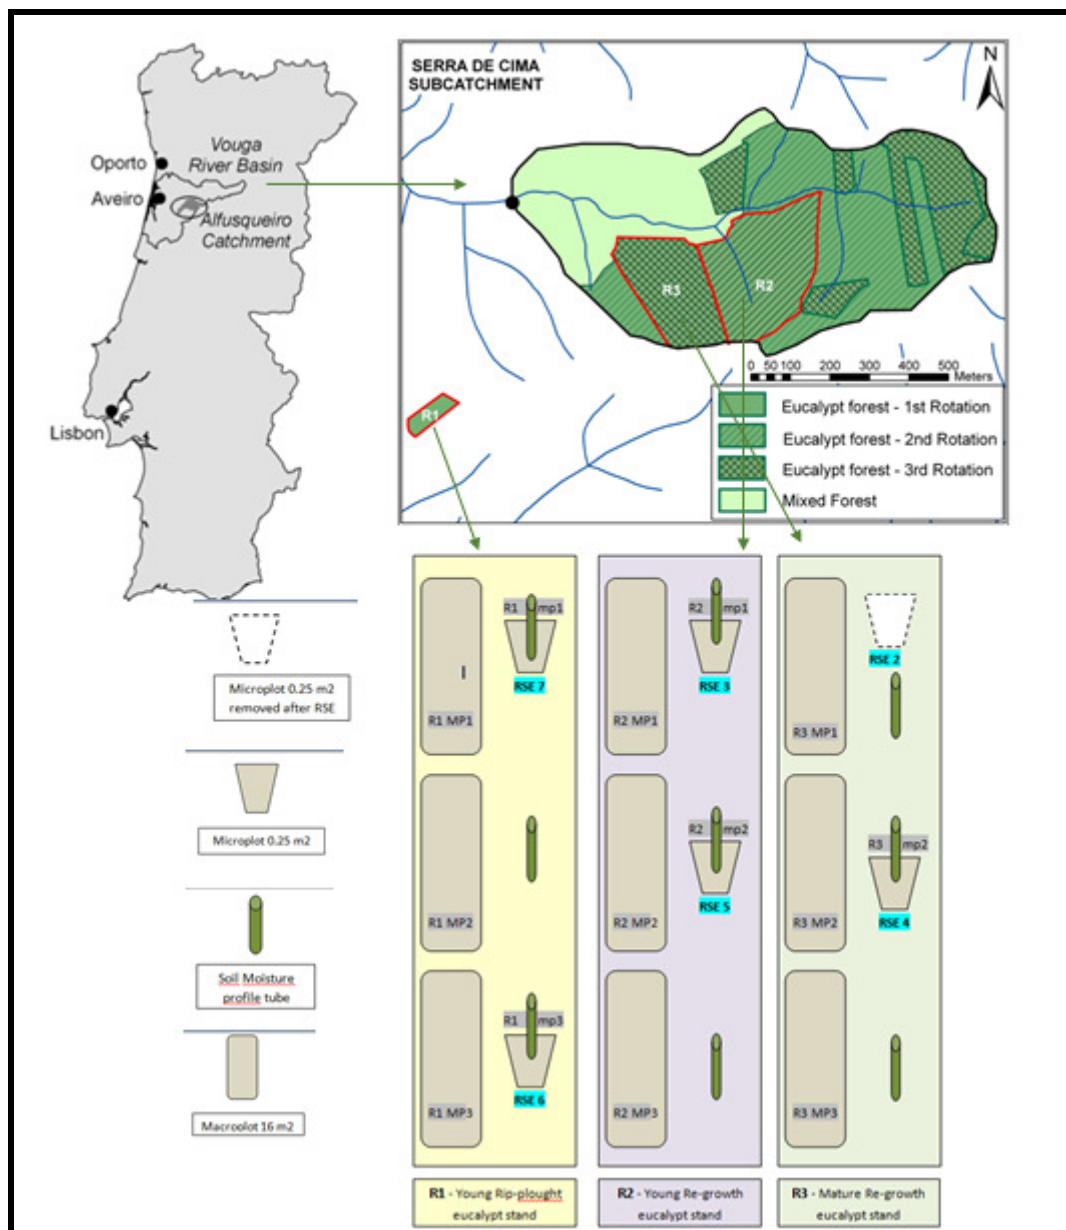 SERRA DE CIMA
SUBCATCHMENT
N
Vouga
River Basin
Oporto
Aveiro
Alfusqueiro
Catchment
Lisbon
R3
R2
R1
0 50 100 200 300 400 500
Meters
Eucalypt forest - 1st Rotation
Eucalypt forest - 2nd Rotation
Eucalypt forest - 3rd Rotation
Mixed Forest
Microplot 0.25 m2
removed after RSE
Microplot 0.25 m2
Soil Moisture
profile tube
Macroplot 16 m2
R1 mp1
RSE 7
I
R1 MP1
R1 MP2
R1 mp3
RSE 6
R1 MP3
R1 - Young Rip-plought
eucalypt stand
R2 mp1
RSE 3
R2 MP1
R2 mp2
RSE 5
R2 MP2
R2 MP3
R2 - Young Re-growth
eucalypt stand
RSE 2
R3 MP1
R3 mp2
RSE 4
R3 MP2
R3 MP3
R3 - Mature Re-growth
eucalypt stand